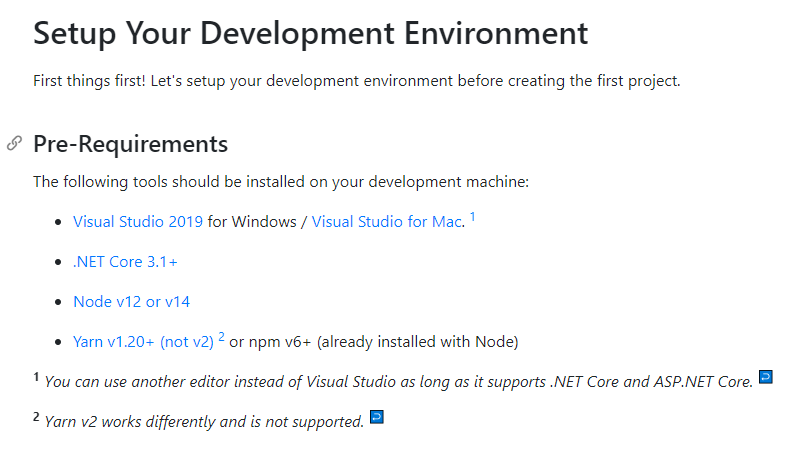 Setup Your Development Environment
First things first! Let's setup your development environment before creating the first project.
Pre-Requirements
The following tools should be installed on your development machine:
• Visual Studio 2019 for Windows / Visual Studio for Mac. 1
• .NET Core 3.1+
• Node v12 or v14
• Yarn v1.20+ (not v2) 2 or npm v6+ (already installed with Node)
1 You can use another editor instead of Visual Studio as long as it supports .NET Core and ASP.NET Core.
2 Yarn v2 works differently and is not supported.